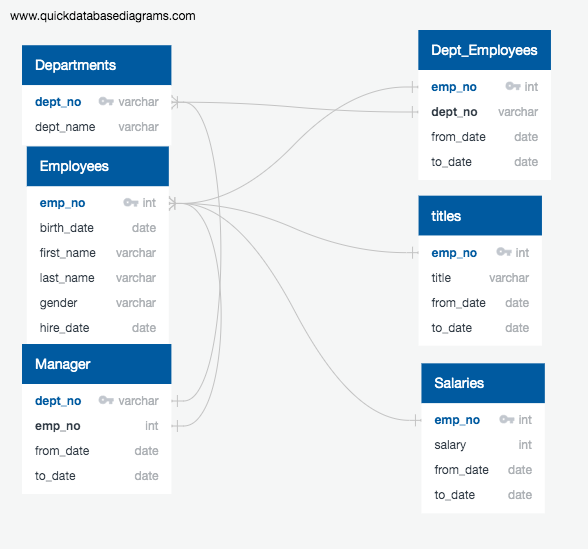 www.quickdatabasediagrams.com
Departments
dept_no varchar
dept_name varchar
Employees
emp_no int
birth_date date
first_name varchar
last_name varchar
gender varchar
hire_date date
Manager
dept_no varchar
emp_no int
from_date date
to_date date
Dept_Employees
emp_no int
dept_no varchar
from_date date
to_date date
titles
emp_no int
title varchar
from_date date
to_date date
Salaries
emp_no int
salary int
from_date date
to_date date